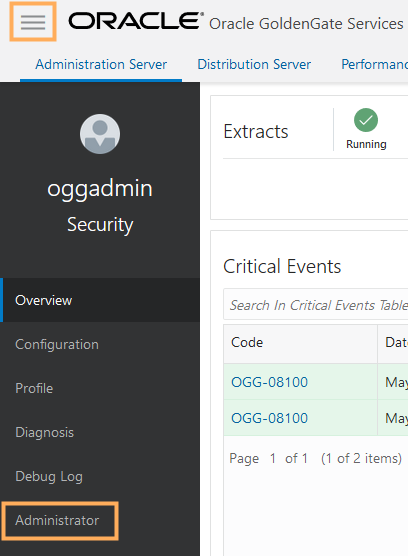 ORACLE® Oracle GoldenGate Services
Administration Server Distribution Server Performanc
oggadmin
Security
Overview
Configuration
Profile
Diagnosis
Debug Log
Administrator
Extracts
Running
Critical Events
Search In Critical Events Table
Code Dat
OGG-08100 May
OGG-08100 May
Page 1 of 1 (1 of 2 items)